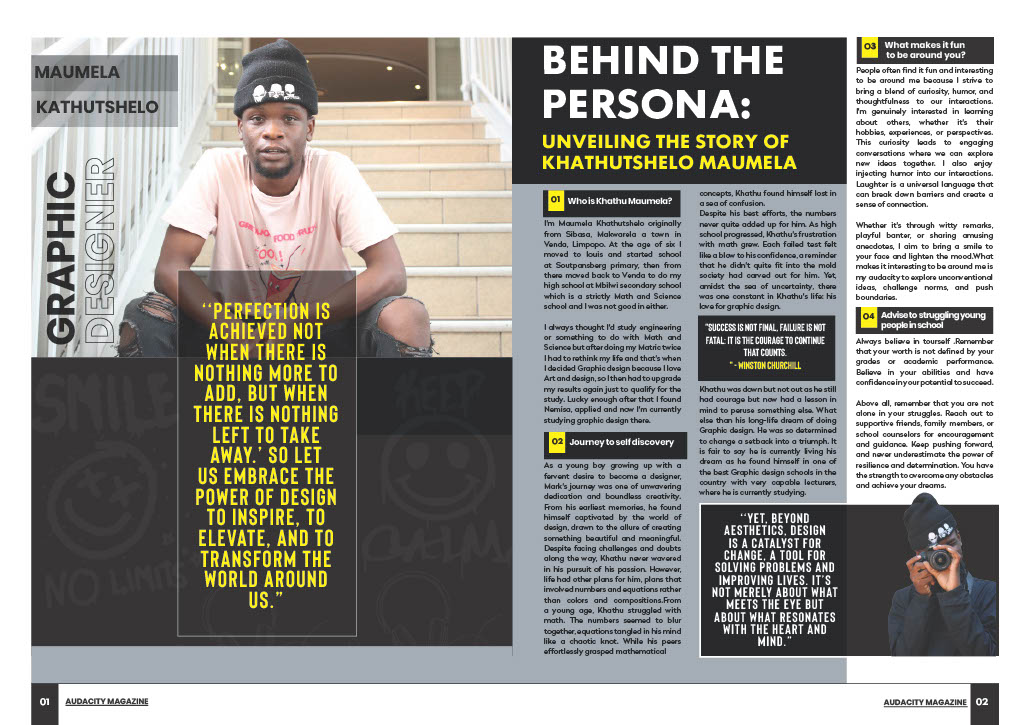 MAUMELA
KATHUTSHELO
GRAPHIC
DESIGNER
“PERFECTION IS
ACHIEVED NOT
WHEN THERE IS
NOTHING MORE TO
ADD, BUT WHEN
THERE IS NOTHING
LEFT TO TAKE
AWAY.’ SO LET
US EMBRACE THE
POWER OF DESIGN
TO INSPIRE, TO
ELEVATE, AND TO
TRANSFORM THE
WORLD AROUND
US.”
SMILE
KEEP
NO LIMITS
01
AUDACITY MAGAZINE
BEHIND THE
PERSONA:
UNVEILING THE STORY OF
KHATHUTSHELO MAUMELA
01 Who is Khathu Maumela?
I'm Maumela Khathutshelo originally
from Sibasa, Makwarela a town in
Venda, Limpopo. At the age of six I
moved to louis and started school
at Soutpansberg primary, then from
there moved back to Venda to do my
high school at Mbilwi secondary school
which is a strictly Math and Science
school and I was not good in either.
I always thought I'd study engineering
or something to do with Math and
Science but after doing my Matric twice
I had to rethink my life and that's when
I decided Graphic design because I love
Art and design, so I then had to upgrade
my results again just to qualify for the
study. Lucky enough after that I found
Nemisa, applied and now I'm currently
studying graphic design there.
02 Journey to self discovery
As a young boy growing up with a
fervent desire to become a designer,
Mark's journey was one of unwavering
dedication and boundless creativity.
From his earliest memories, he found
himself captivated by the world of
design, drawn to the allure of creating
something beautiful and meaningful.
Despite facing challenges and doubts
along the way, Khathu never wavered
in his pursuit of his passion. However,
life had other plans for him, plans that
involved numbers and equations rather
than colors and compositions.From
a young age, Khathu struggled with
math. The numbers seemed to blur
together, equations tangled in his mind
like a chaotic knot. While his peers
effortlessly grasped mathematical
concepts, Khathu found himself lost in
a sea of confusion.
Despite his best efforts, the numbers
never quite added up for him. As high
school progressed, Khathu's frustration
with math grew. Each failed test felt
like a blow to his confidence, a reminder
that he didn't quite fit into the mold
society had carved out for him. Yet,
amidst the sea of uncertainty, there
was one constant in Khathu's life: his
love for graphic design.
"SUCCESS IS NOT FINAL, FAILURE IS NOT
FATAL: IT IS THE COURAGE TO CONTINUE
THAT COUNTS.
" - WINSTON CHURCHILL
Khathu was down but not out as he still
had courage but now had a lesson in
mind to peruse something else. What
else than his long-life dream of doing
Graphic design. He was so determined
to change a setback into a triumph. It
is fair to say he is currently living his
dream as he found himself in one of
the best Graphic design schools in the
country with very capable lecturers,
where he is currently studying.
“YET, BEYOND
AESTHETICS, DESIGN
IS A CATALYST FOR
CHANGE, A TOOL FOR
SOLVING PROBLEMS AND
IMPROVING LIVES. IT'S
NOT MERELY ABOUT WHAT
MEETS THE EYE BUT
ABOUT WHAT RESONATES
WITH THE HEART AND
MIND.”
03 What makes it fun
to be around you?
People often find it fun and interesting
to be around me because I strive to
bring a blend of curiosity, humor, and
thoughtfulness to our interactions.
I'm genuinely interested in learning
about others, whether it's their
hobbies, experiences, or perspectives.
This curiosity leads to engaging
conversations where we can explore
new ideas together. I also enjoy
injecting humor into our interactions.
Laughter is a universal language that
can break down barriers and create a
sense of connection.
Whether it's through witty remarks,
playful banter, or sharing amusing
anecdotes, I aim to bring a smile to
your face and lighten the mood.What
makes it interesting to be around me is
my audacity to explore unconventional
ideas, challenge norms, and push
boundaries.
04 Advise to struggling young
people in school
Always believe in tourself .Remember
that your worth is not defined by your
grades or academic performance.
Believe in your abilities and have
confidence in your potential to succeed.
Above all, remember that you are not
alone in your struggles. Reach out to
supportive friends, family members, or
school counselors for encouragement
and guidance. Keep pushing forward,
and never underestimate the power of
resilience and determination. You have
the strength to overcome any obstacles
and achieve your dreams.
AUDACITY MAGAZINE
02